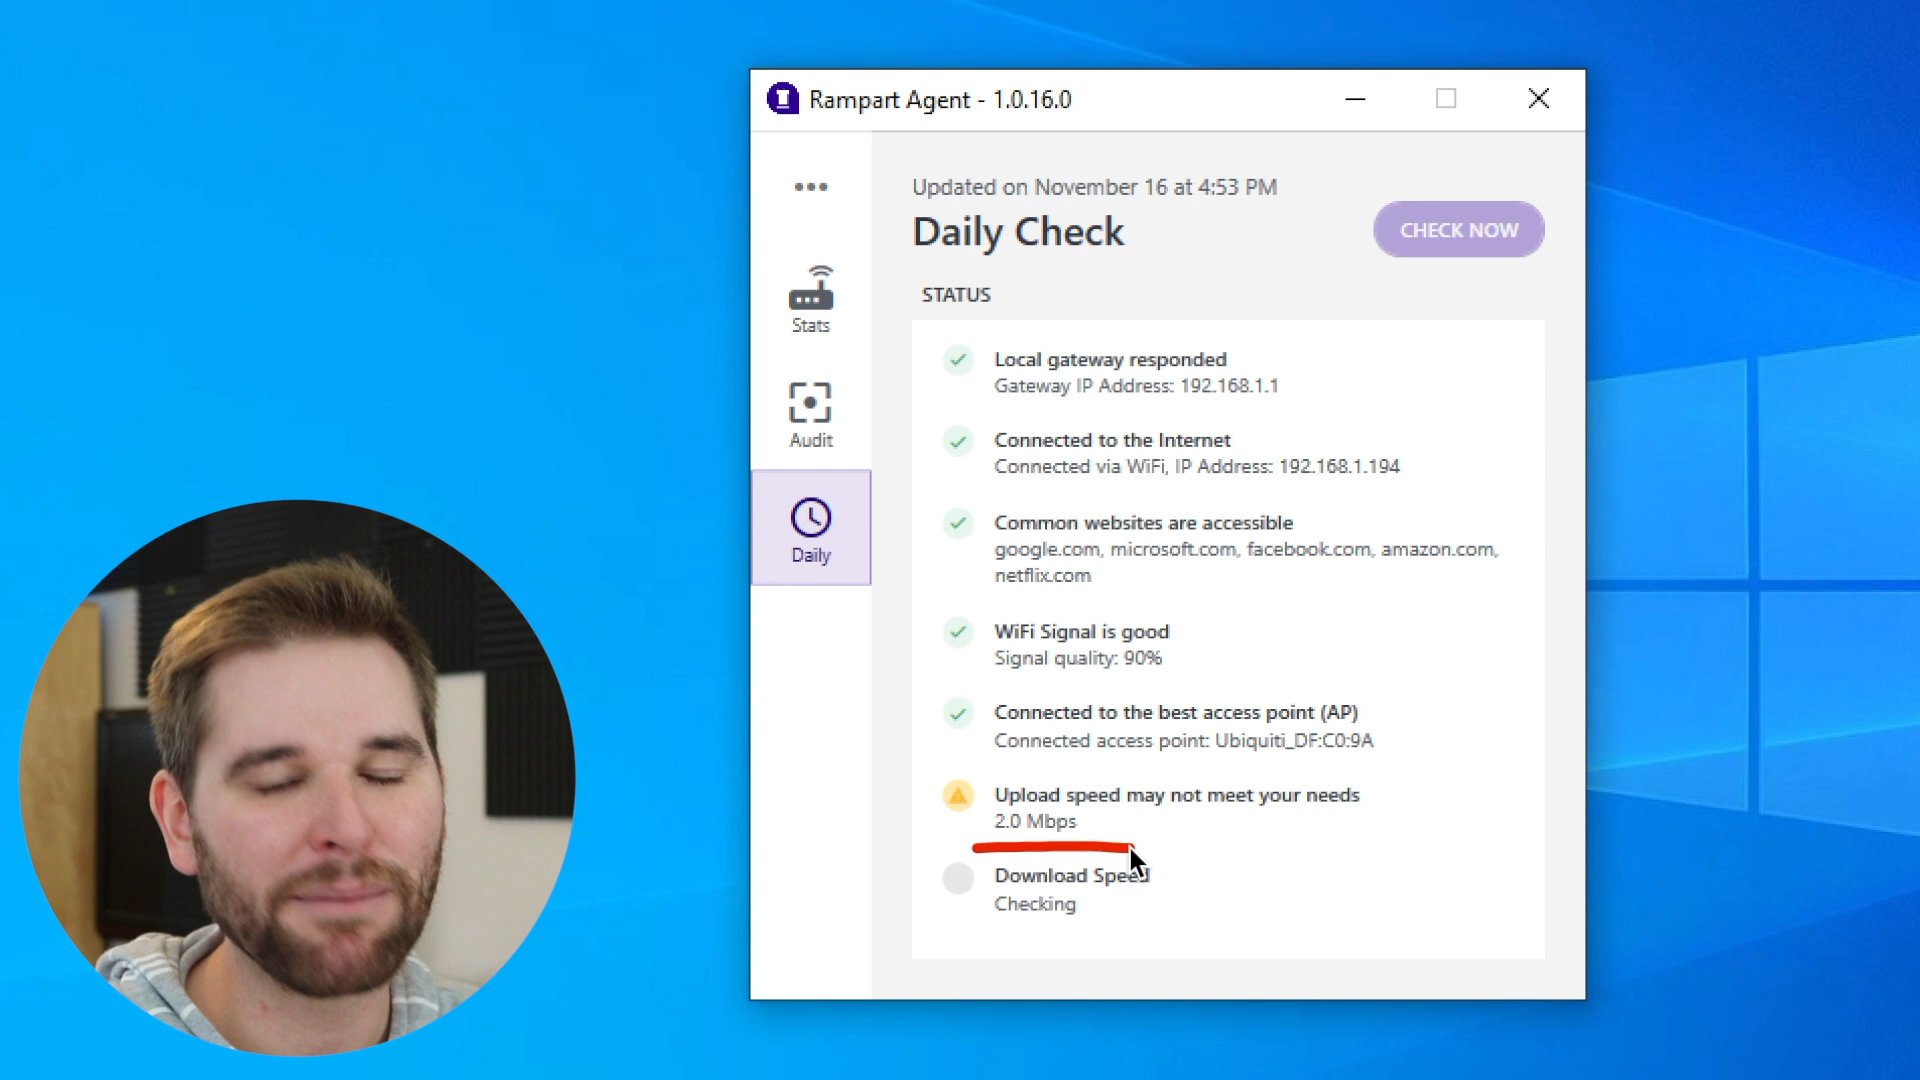 Rampart Agent - 1.0.16.0
Updated on November 16 at 4:53 PM
Daily Check
CHECK NOW
Stats
Audit
Daily
STATUS
Local gateway responded
Gateway IP Address: 192.168.1.1
Connected to the Internet
Connected via WiFi, IP Address: 192.168.1.194
Common websites are accessible
google.com, microsoft.com, facebook.com, amazon.com,
netflix.com
WiFi Signal is good
Signal quality: 90%
Connected to the best access point (AP)
Connected access point: Ubiquiti_DF:C0:9A
Upload speed may not meet your needs
2.0 Mbps
Download Speed
Checking